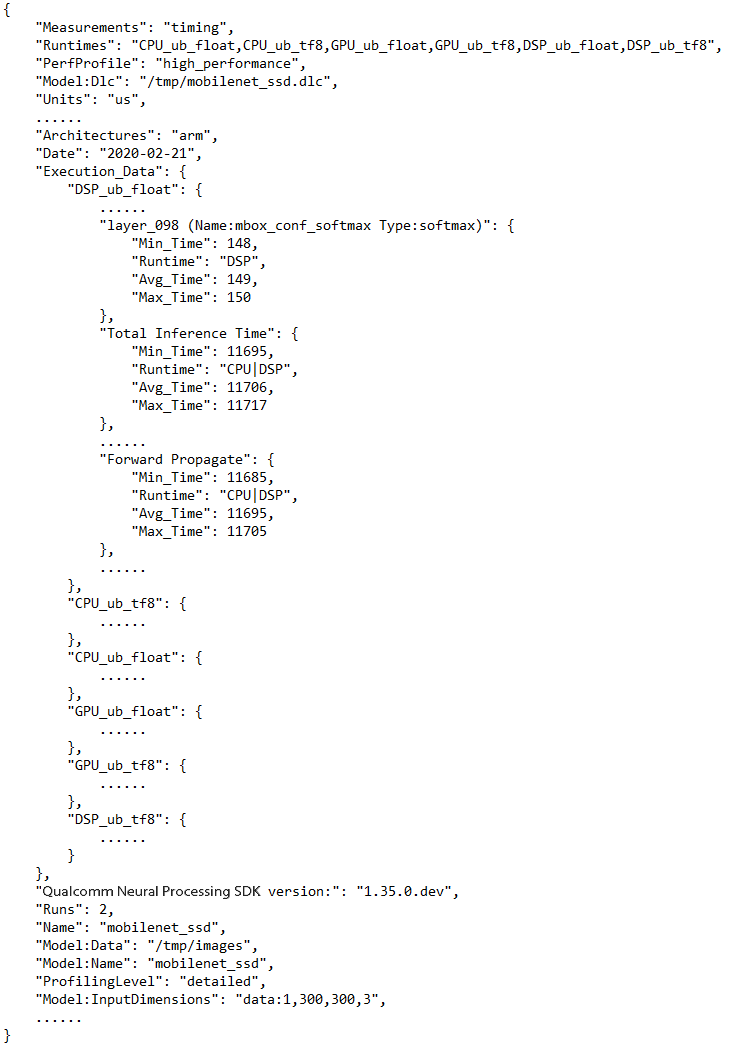 {
    "Measurements": "timing",
    "Runtimes": "CPU_ub_float,CPU_ub_tf8,GPU_ub_float,GPU_ub_tf8,DSP_ub_float,DSP_ub_tf8",
    "PerfProfile": "high_performance",
    "Model:Dlc": "/tmp/mobilenet_ssd.dlc",
    "Units": "us",
    ......
    "Architectures": "arm",
    "Date": "2020-02-21",
    "Execution_Data": {
        "DSP_ub_float": {
            ......
            "layer_098 (Name:mbox_conf_softmax Type:softmax)": {
                "Min_Time": 148,
                "Runtime": "DSP",
                "Avg_Time": 149,
                "Max_Time": 150
            },
            "Total Inference Time": {
                "Min_Time": 11695,
                "Runtime": "CPU|DSP",
                "Avg_Time": 11706,
                "Max_Time": 11717
            },
            ......
            "Forward Propagate": {
                "Min_Time": 11685,
                "Runtime": "CPU|DSP",
                "Avg_Time": 11695,
                "Max_Time": 11705
            },
            ......
        },
        "CPU_ub_tf8": {
            ......
        },
        "CPU_ub_float": {
            ......
        },
        "GPU_ub_float": {
            ......
        },
        "GPU_ub_tf8": {
            ......
        },
        "DSP_ub_tf8": {
            ......
        }
    },
    "Qualcomm Neural Processing SDK version:": "1.35.0.dev",
    "Runs": 2,
    "Name": "mobilenet_ssd",
    "Model:Data": "/tmp/images",
    "Model:Name": "mobilenet_ssd",
    "ProfilingLevel": "detailed",
    "Model:InputDimensions": "data:1,300,300,3",
    ......
}